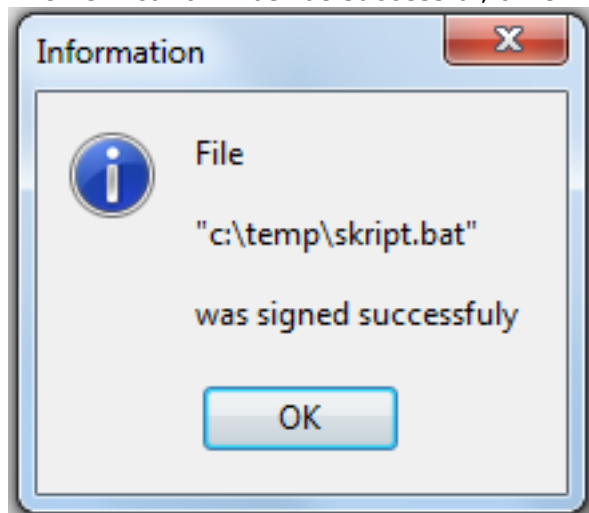 Information
File
"c:\temp\skript.bat"
was signed successfuly
OK